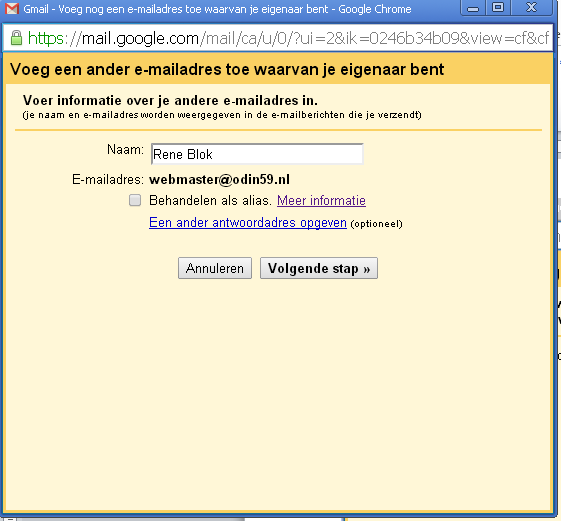 Gmail - Voeg nog een e-mailadres toe waarvan je eigenaar bent - Google Chrome
https://mail.google.com/mail/ca/u/0/?ui=2&ik=0246b34b09&view=cf&cf
Voeg een ander e-mailadres toe waarvan je eigenaar bent
Voer informatie over je andere e-mailadres in.
(je naam en e-mailadres worden weergegeven in de e-mailberichten die je verzendt)
Naam: Rene Blok
E-mailadres: webmaster@odin59.nl
Behandelen als alias. Meer informatie
Een ander antwoordadres opgeven (optioneel)
Annuleren Volgende stap »